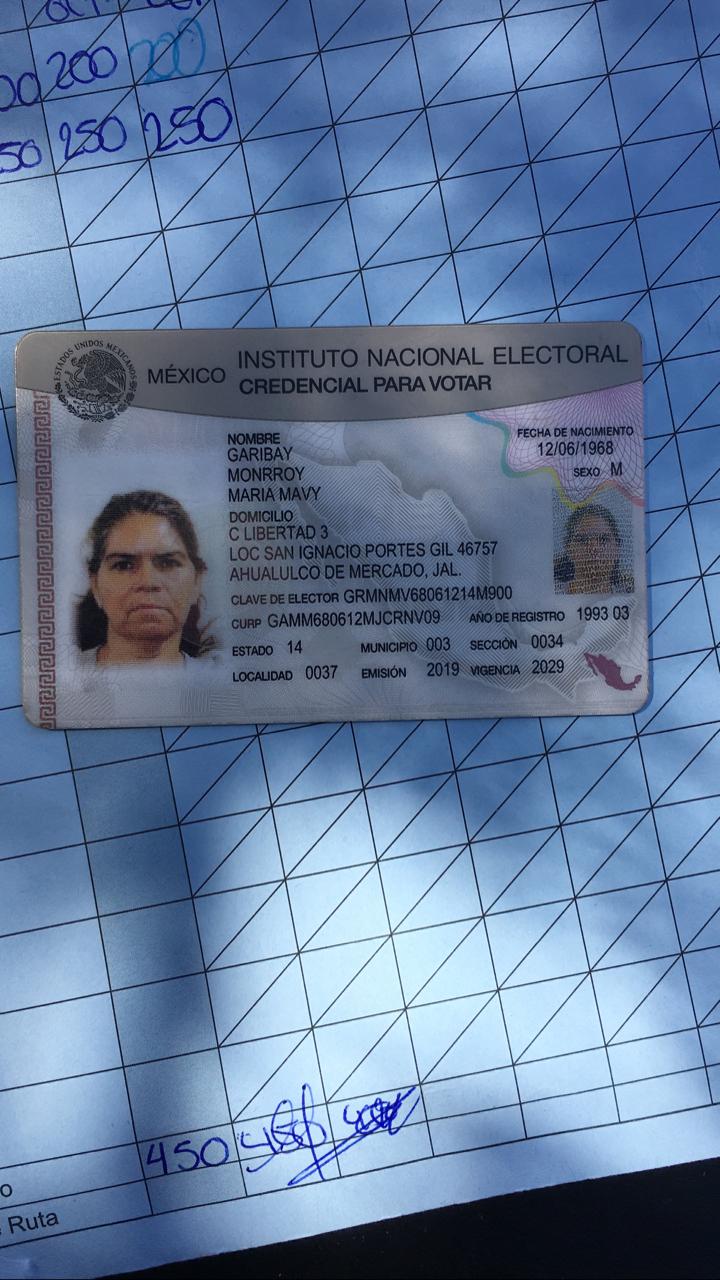 00 200 200
50 250 250
ESTADOS UNIDOS MEXICANOS
MÉXICO INSTITUTO NACIONAL ELECTORAL
CREDENCIAL PARA VOTAR
NOMBRE
GARIBAY
MONRROY
MARIA MAVY
FECHA DE NACIMIENTO
12/06/1968
SEXO M
DOMICILIO
C LIBERTAD 3
LOC SAN IGNACIO PORTES GIL 46757
AHUALULCO DE MERCADO, JAL.
CLAVE DE ELECTOR GRMNMV68061214M900
CURP GAMM680612MJCRNV09 AÑO DE REGISTRO 1993 03
ESTADO 14 MUNICIPIO 003 SECCIÓN 0034
LOCALIDAD 0037 EMISIÓN 2019 VIGENCIA 2029
450
o
Ruta